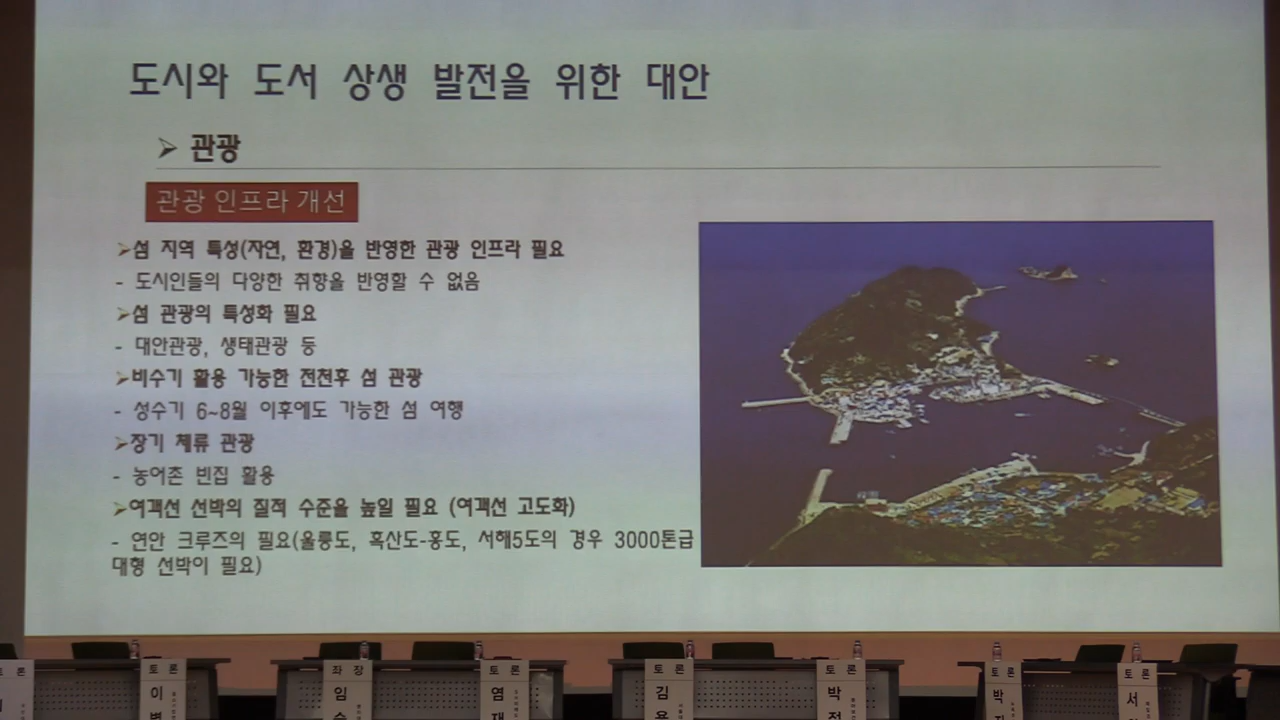 도시와 도서 상생 발전을 위한 대안
➢ 관광
관광 인프라 개선
➢섬 지역 특성(자연, 환경)을 반영한 관광 인프라 필요
- 도시인들의 다양한 취향을 반영할 수 없음
➢섬 관광의 특성화 필요
- 대안관광, 생태관광 등
➢비수기 활용 가능한 전천후 섬 관광
- 성수기 6~8월 이후에도 가능한 섬 여행
➢장기 체류 관광
- 농어촌 빈집 활용
➢여객선 선박의 질적 수준을 높일 필요 (여객선 고도화)
- 연안 크루즈의 필요(울릉도, 흑산도-홍도, 서해5도의 경우 3000톤급
대형 선박이 필요)
토 론
이
좌 장
임
토 론
염
토 론
김
토 론
박
토 론
박
토 론
서